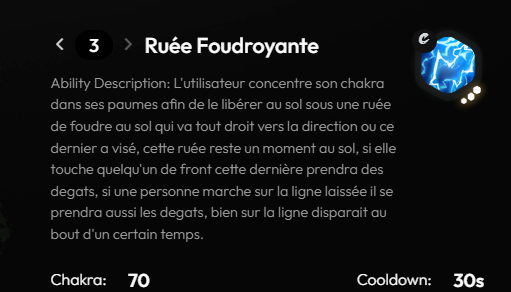 3 Ruée Foudroyante
Ability Description: L'utilisateur concentre son chakra
dans ses paumes afin de le libérer au sol sous une ruée
de foudre au sol qui va tout droit vers la direction ou ce
dernier a visé, cette ruée reste un moment au sol, si elle
touche quelqu'un de front cette dernière prendra des
degats, si une personne marche sur la ligne laissée il se
prendra aussi les degats, bien sur la ligne disparait au
bout d'un certain temps.
Chakra: 70 Cooldown: 30s